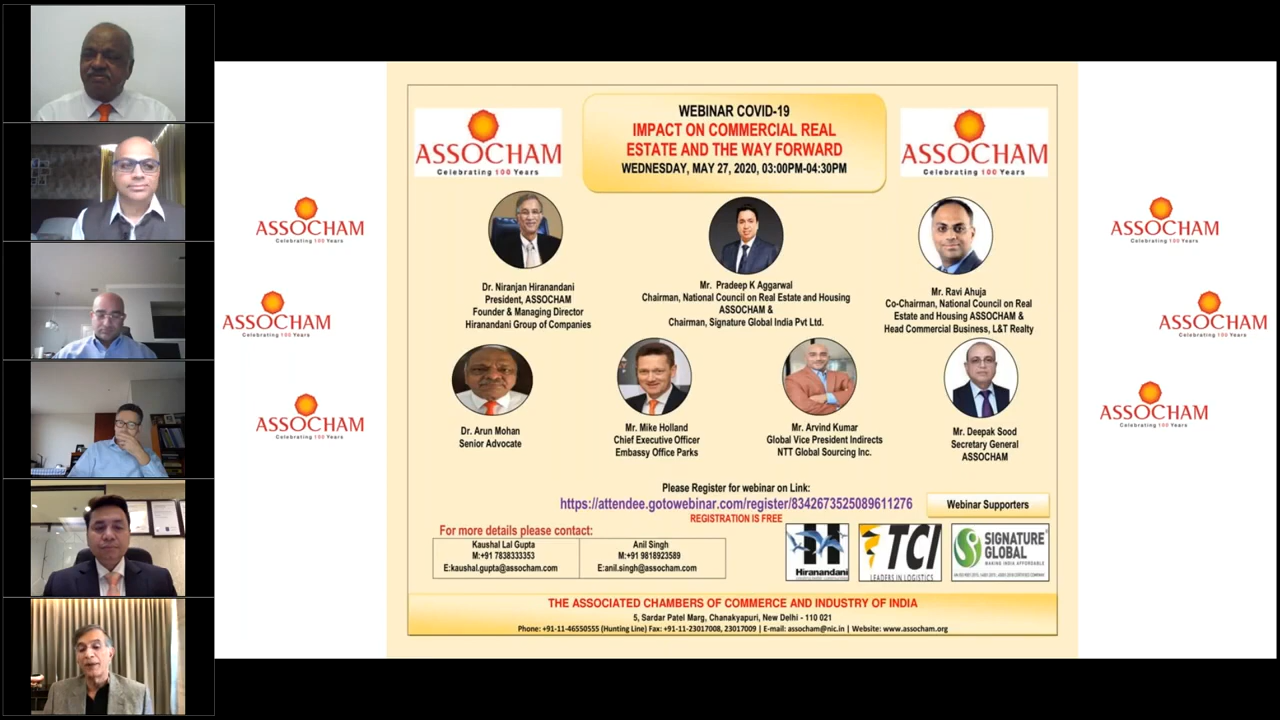 WEBINAR COVID-19
IMPACT ON COMMERCIAL REAL
ESTATE AND THE WAY FORWARD
WEDNESDAY, MAY 27, 2020, 03:00PM-04:30PM
ASSOCHAM
Celebrating 100 Years
ASSOCHAM
Celebrating 100 Years
ASSOCHAM
Celebrating 100 Years
ASSOCHAM
Celebrating 100 Years
ASSOCHAM
Celebrating 100 Years
ASSOCHAM
Celebrating 100 Years
ASSOCHAM
Celebrating 100 Years
ASSOCHAM
Celebrating 100 Years
Dr. Niranjan Hiranandani
President, ASSOCHAM
Founder & Managing Director
Hiranandani Group of Companies
Mr. Pradeep K Aggarwal
Chairman, National Council on Real Estate and Housing
ASSOCHAM &
Chairman, Signature Global India Pvt Ltd.
Mr. Ravi Ahuja
Co-Chairman, National Council on Real
Estate and Housing ASSOCHAM &
Head Commercial Business, L&T Realty
Dr. Arun Mohan
Senior Advocate
Mr. Mike Holland
Chief Executive Officer
Embassy Office Parks
Mr. Arvind Kumar
Global Vice President Indirects
NTT Global Sourcing Inc.
Mr. Deepak Sood
Secretary General
ASSOCHAM
Please Register for webinar on Link:
https://attendee.gotowebinar.com/register/8342673525089611276
REGISTRATION IS FREE
Webinar Supporters
For more details please contact:
Kaushal Lal Gupta
M:+91 7838333353
E:kaushal.gupta@assocham.com
Anil Singh
M:+91 9818923589
E:anil.singh@assocham.com
H
Hiranandani
TCI
LEADERS IN LOGISTICS
SIGNATURE
GLOBAL
MAKING INDIA AFFORDABLE
THE ASSOCIATED CHAMBERS OF COMMERCE AND INDUSTRY OF INDIA
5, Sardar Patel Marg, Chanakyapuri, New Delhi - 110 021
Phone: +91-11-46550555 (Hunting Line) Fax: +91-11-23017008, 23017009 | E-mail: assocham@nic.in | Website: www.assocham.org